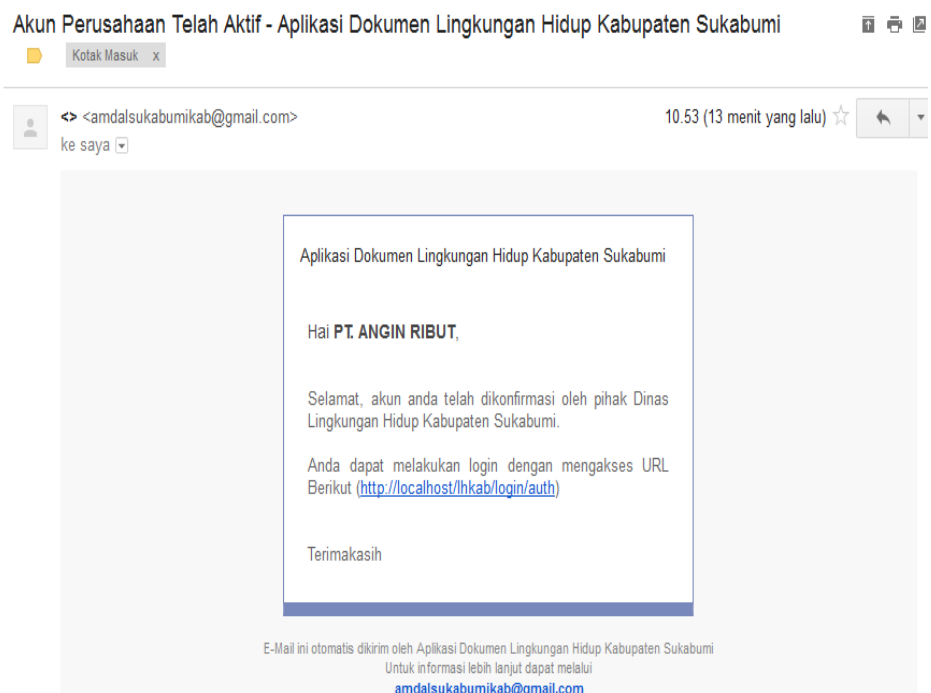 Akun Perusahaan Telah Aktif - Aplikasi Dokumen Lingkungan Hidup Kabupaten Sukabumi
Kotak Masuk x
<> <amdalsukabumikab@gmail.com>
10.53 (13 menit yang lalu)
ke saya
Aplikasi Dokumen Lingkungan Hidup Kabupaten Sukabumi
Hai PT. ANGIN RIBUT,
Selamat, akun anda telah dikonfirmasi oleh pihak Dinas
Lingkungan Hidup Kabupaten Sukabumi.
Anda dapat melakukan login dengan mengakses URL
Berikut (http://localhost/lhkab/login/auth)
Terimakasih
E-Mail ini otomatis dikirim oleh Aplikasi Dokumen Lingkungan Hidup Kabupaten Sukabumi
Untuk informasi lebih lanjut dapat melalui
amdalsukabumikab@gmail.com